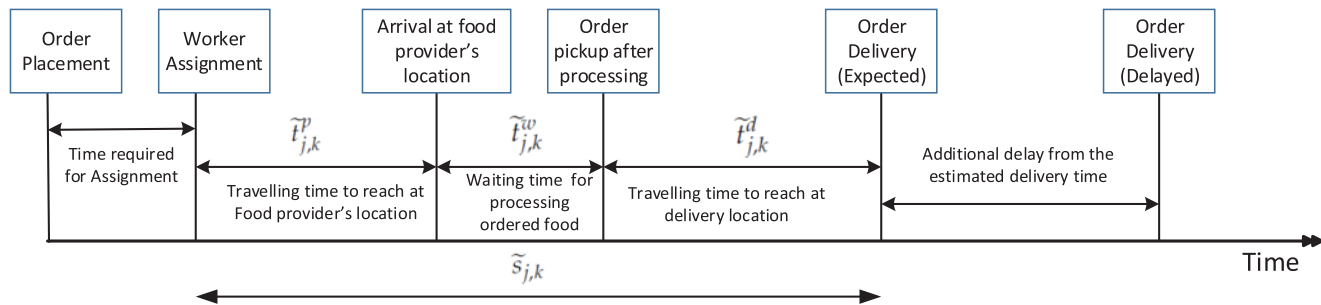 Order
Placement
Worker
Assignment
Arrival at food
provider's
location
Order
pickup after
processing
Order
Delivery
(Expected)
Order
Delivery
(Delayed)
Time required
for Assignment
t̃ᵖⱼ,ₖ
Travelling time to reach at
Food provider's location
t̃ʷⱼ,ₖ
Waiting time for
processing
ordered food
t̃ᵈⱼ,ₖ
Travelling time to reach at
delivery location
Additional delay from the
estimated delivery time
Time
s̃ⱼ,ₖ